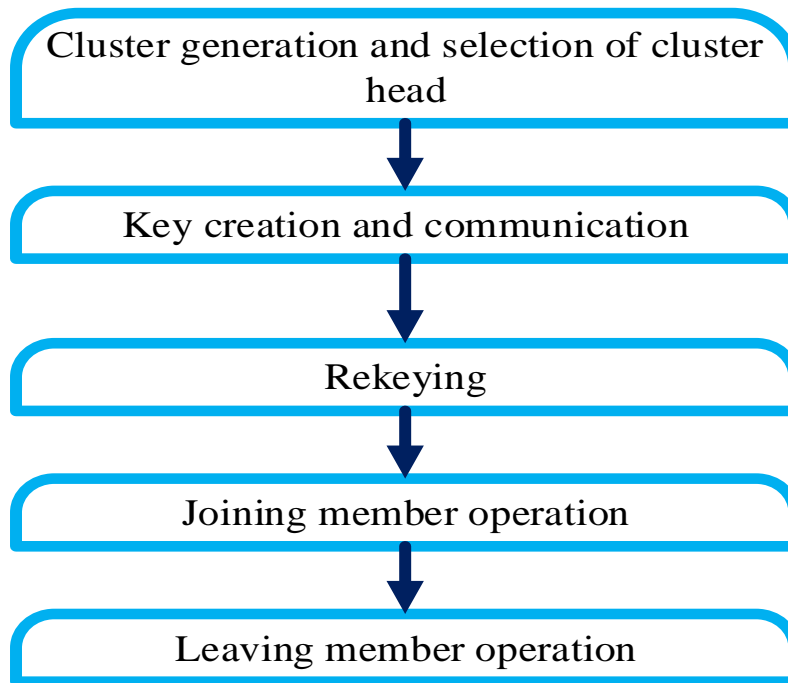 Cluster generation and selection of cluster
head
Key creation and communication
Rekeying
Joining member operation
Leaving member operation